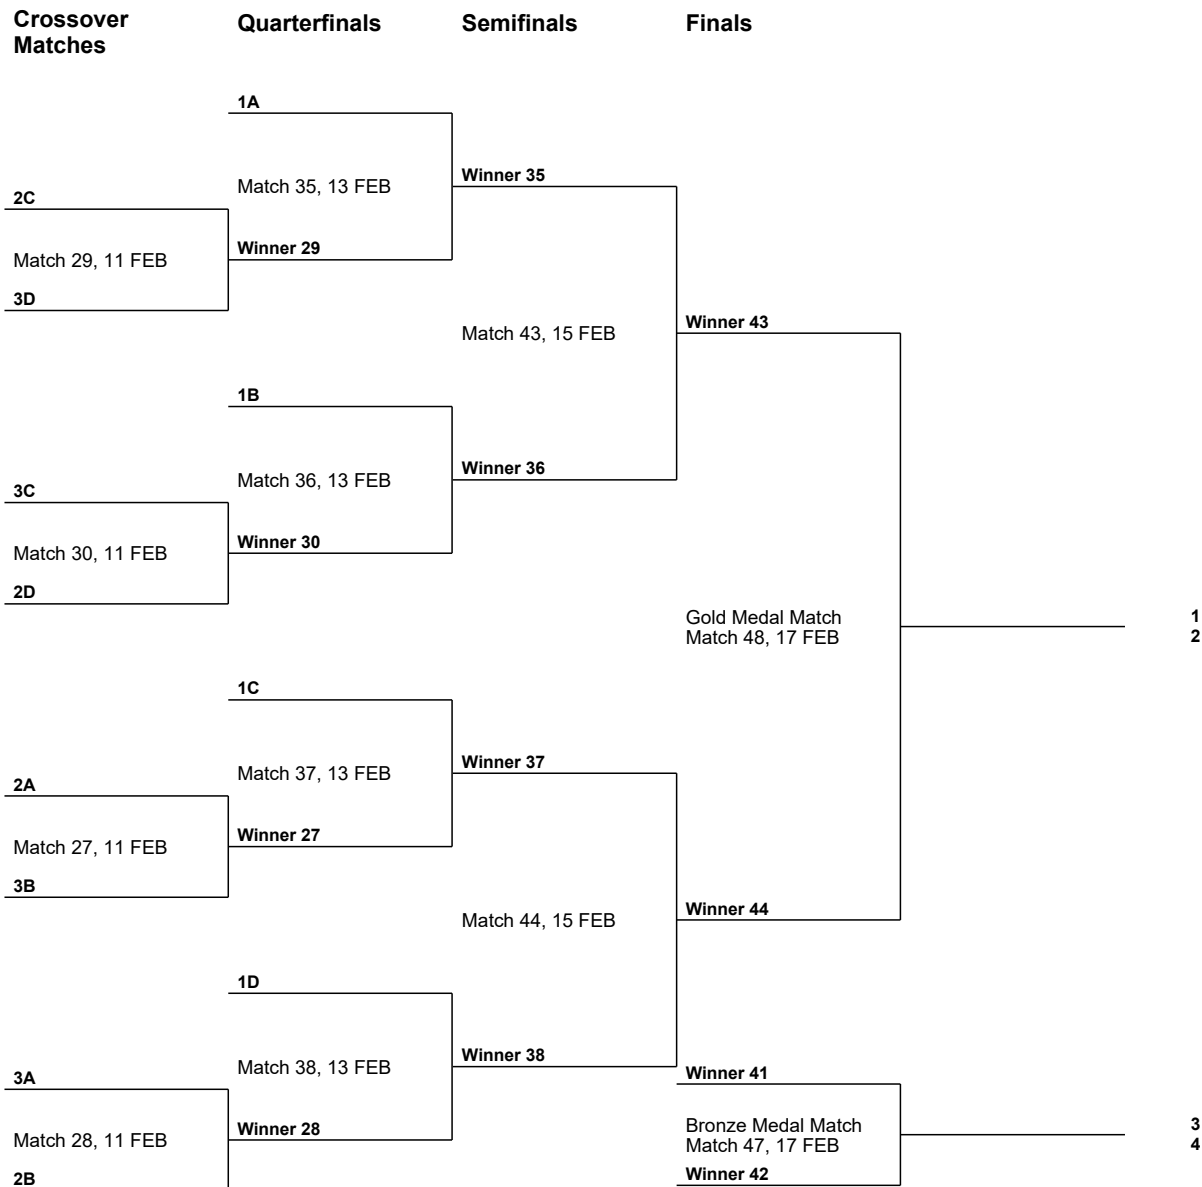 Crossover
Matches
Quarterfinals
Semifinals
Finals
1A
Match 35, 13 FEB
Winner 35
2C
Winner 29
Match 29, 11 FEB
3D
Match 43, 15 FEB
Winner 43
1B
Match 36, 13 FEB
Winner 36
3C
Winner 30
Match 30, 11 FEB
2D
Gold Medal Match
Match 48, 17 FEB
1
2
1C
Match 37, 13 FEB
Winner 37
2A
Winner 27
Match 27, 11 FEB
3B
Match 44, 15 FEB
Winner 44
1D
Match 38, 13 FEB
Winner 38
3A
Winner 28
Match 28, 11 FEB
2B
Winner 41
Bronze Medal Match
Match 47, 17 FEB
Winner 42
3
4